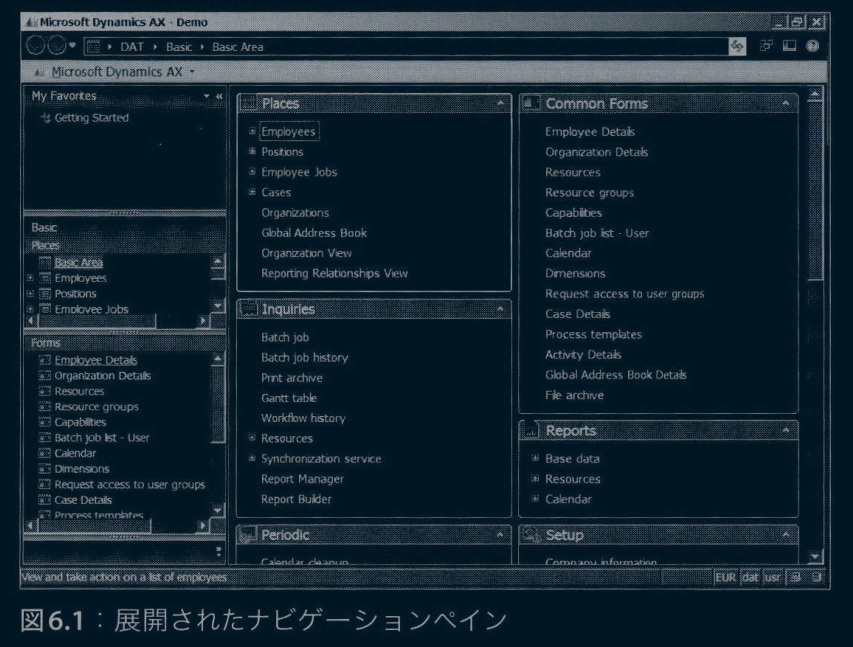 Microsoft Dynamics AX - Demo
DAT
Basic
Basic Area
Microsoft Dynamics AX
My Favorites
Getting Started
Basic
Places
Basic Area
Employees
Positions
Employee Jobs
Forms
Employee Details
Organization Details
Resources
Resource groups
Capabilities
Batch job list - User
Calendar
Dimensions
Request access to user groups
Case Details
Process templates
Places
Employees
Positions
Employee Jobs
Cases
Organizations
Global Address Book
Organization View
Reporting Relationships View
Inquiries
Batch job
Batch job history
Print archive
Gantt table
Workflow history
Resources
Synchronization service
Report Manager
Report Builder
Periodic
Calendar cleanup
Common Forms
Employee Details
Organization Details
Resources
Resource groups
Capabilities
Batch job list - User
Calendar
Dimensions
Request access to user groups
Case Details
Process templates
Activity Details
Global Address Book Details
File archive
Reports
Base data
Resources
Calendar
Setup
Company information
View and take action on a list of employees
EUR dat usr
図6.1：展開されたナビゲーションペイン